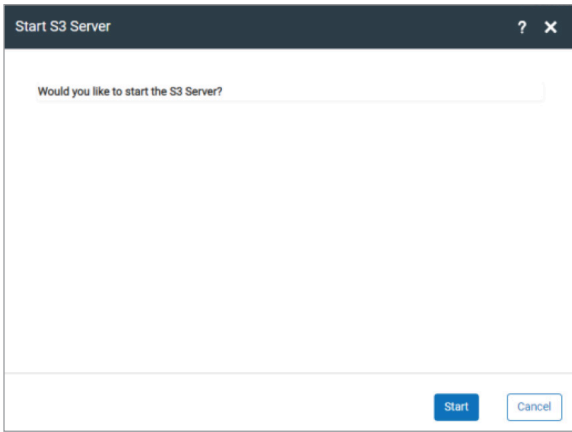 Start S3 Server ? ×
Would you like to start the S3 Server?
Start Cancel